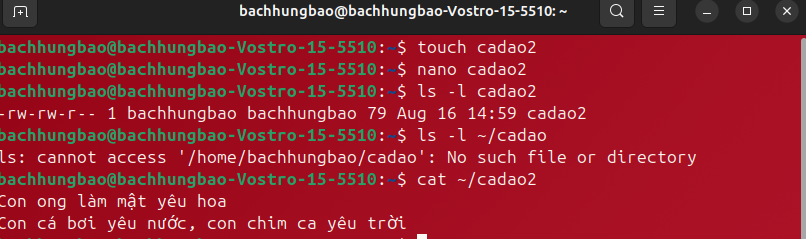 bachhungbao@bachhungbao-Vostro-15-5510: ~
bachhungbao@bachhungbao-Vostro-15-5510:~$ touch cadao2
bachhungbao@bachhungbao-Vostro-15-5510:~$ nano cadao2
bachhungbao@bachhungbao-Vostro-15-5510:~$ ls -l cadao2
-rw-rw-r-- 1 bachhungbao bachhungbao 79 Aug 16 14:59 cadao2
bachhungbao@bachhungbao-Vostro-15-5510:~$ ls -l ~/cadao
ls: cannot access '/home/bachhungbao/cadao': No such file or directory
bachhungbao@bachhungbao-Vostro-15-5510:~$ cat ~/cadao2
Con ong làm mật yêu hoa
Con cá bơi yêu nước, con chim ca yêu trời